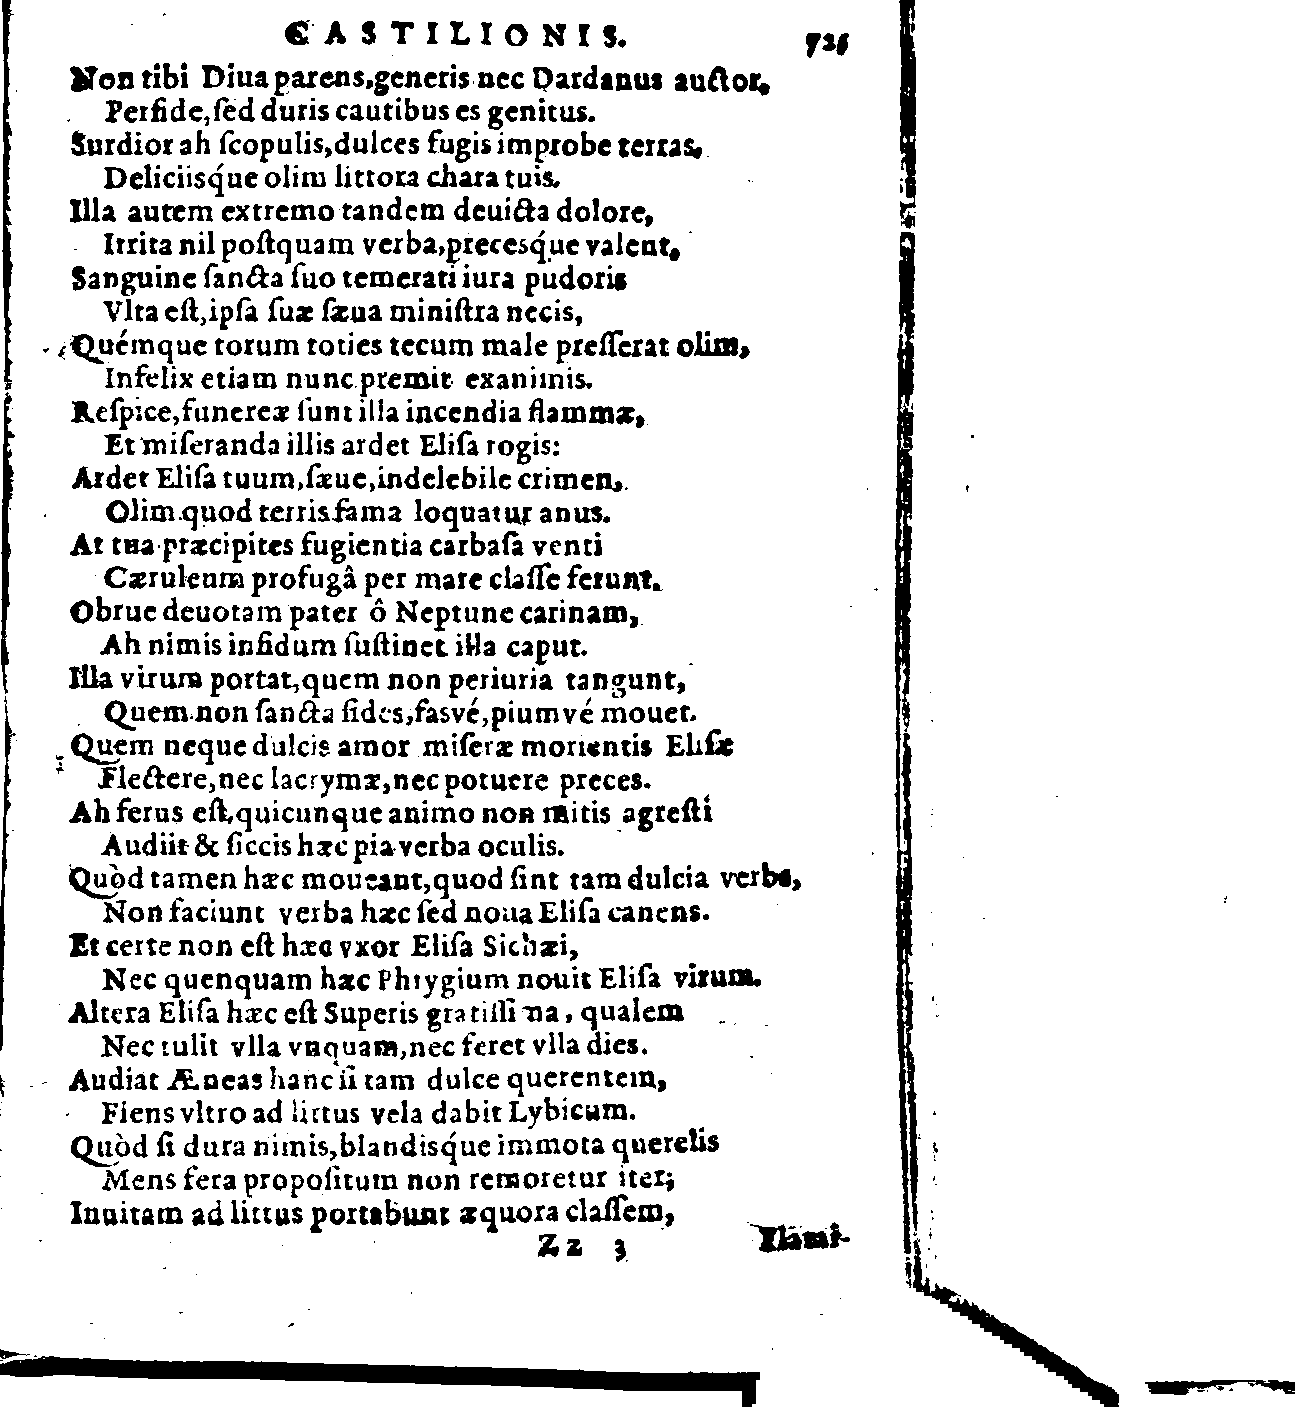 CASTILIONIS. 725
Non tibi Diua parens, generis nec Dardanus auctor,
Perfide, ſed duris cautibus es genitus.
Surdior ah ſcopulis, dulces fugis improbe terras,
Deliciisq́ue olim littora chara tuis.
Illa autem extremo tandem deuicta dolore,
Irrita nil poſtquam verba, precesq́ue valent,
Sanguine ſancta ſuo temerati iura pudoris
Vlta eſt, ipſa ſuæ ſæua miniſtra necis,
Quémque torum toties tecum male preſſerat olim,
Infelix etiam nunc premit exanimis.
Reſpice, funereæ ſunt illa incendia flammæ,
Et miſeranda illis ardet Eliſa rogis:
Ardet Eliſa tuum, ſæue, indelebile crimen,
Olim quod terris fama loquatur anus.
At tua præcipites fugientia carbaſa venti
Cæruleum profugâ per mare claſſe ferunt.
Obrue deuotam pater ô Neptune carinam,
Ah nimis infidum ſuſtinet illa caput.
Illa virum portat, quem non periuria tangunt,
Quem non ſancta fides, fasvé, piumvé mouet.
Quem neque dulcis amor miſeræ morientis Eliſæ
Flectere, nec lacrymæ, nec potuere preces.
Ah ferus eſt, quicunque animo non mitis agreſti
Audiit & ſiccis hæc pia verba oculis.
Quòd tamen hæc moueant, quod ſint tam dulcia verba,
Non faciunt verba hæc ſed noua Eliſa canens.
Et certe non eſt hæc vxor Eliſa Sichæi,
Nec quenquam hæc Phrygium nouit Eliſa virum.
Altera Eliſa hæc eſt Superis gratiſſima, qualem
Nec tulit vlla vnquam, nec feret vlla dies.
Audiat Æneas hanc ſi tam dulce querentem,
Flens vltro ad littus vela dabit Lybicum.
Quòd ſi dura nimis, blandisq́ue immota querelis
Mens fera propoſitum non remoretur iter;
Inuitam ad littus portabunt æquora claſſem,
Zz 3 Flami-